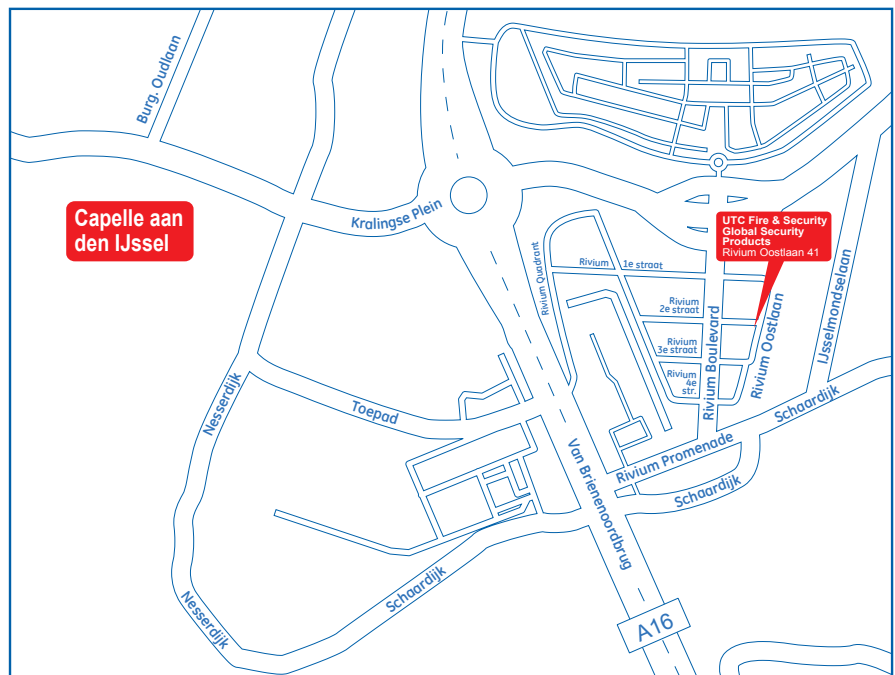 Burg. Oudlaan
Capelle aan
den IJssel
Kralingse Plein
UTC Fire & Security
Global Security
Products
Rivium Oostlaan 41
Rivium 1e straat
Rivium Quadrant
Rivium
2e straat
Rivium
3e straat
Rivium
4e
str.
Rivium Boulevard
Rivium Oostlaan
IJsselmondselaan
Nesserdijk
Toepad
Schaardijk
Rivium Promenade
Van Brienenoordbrug
Schaardijk
Schaardijk
Nesserdijk
A16